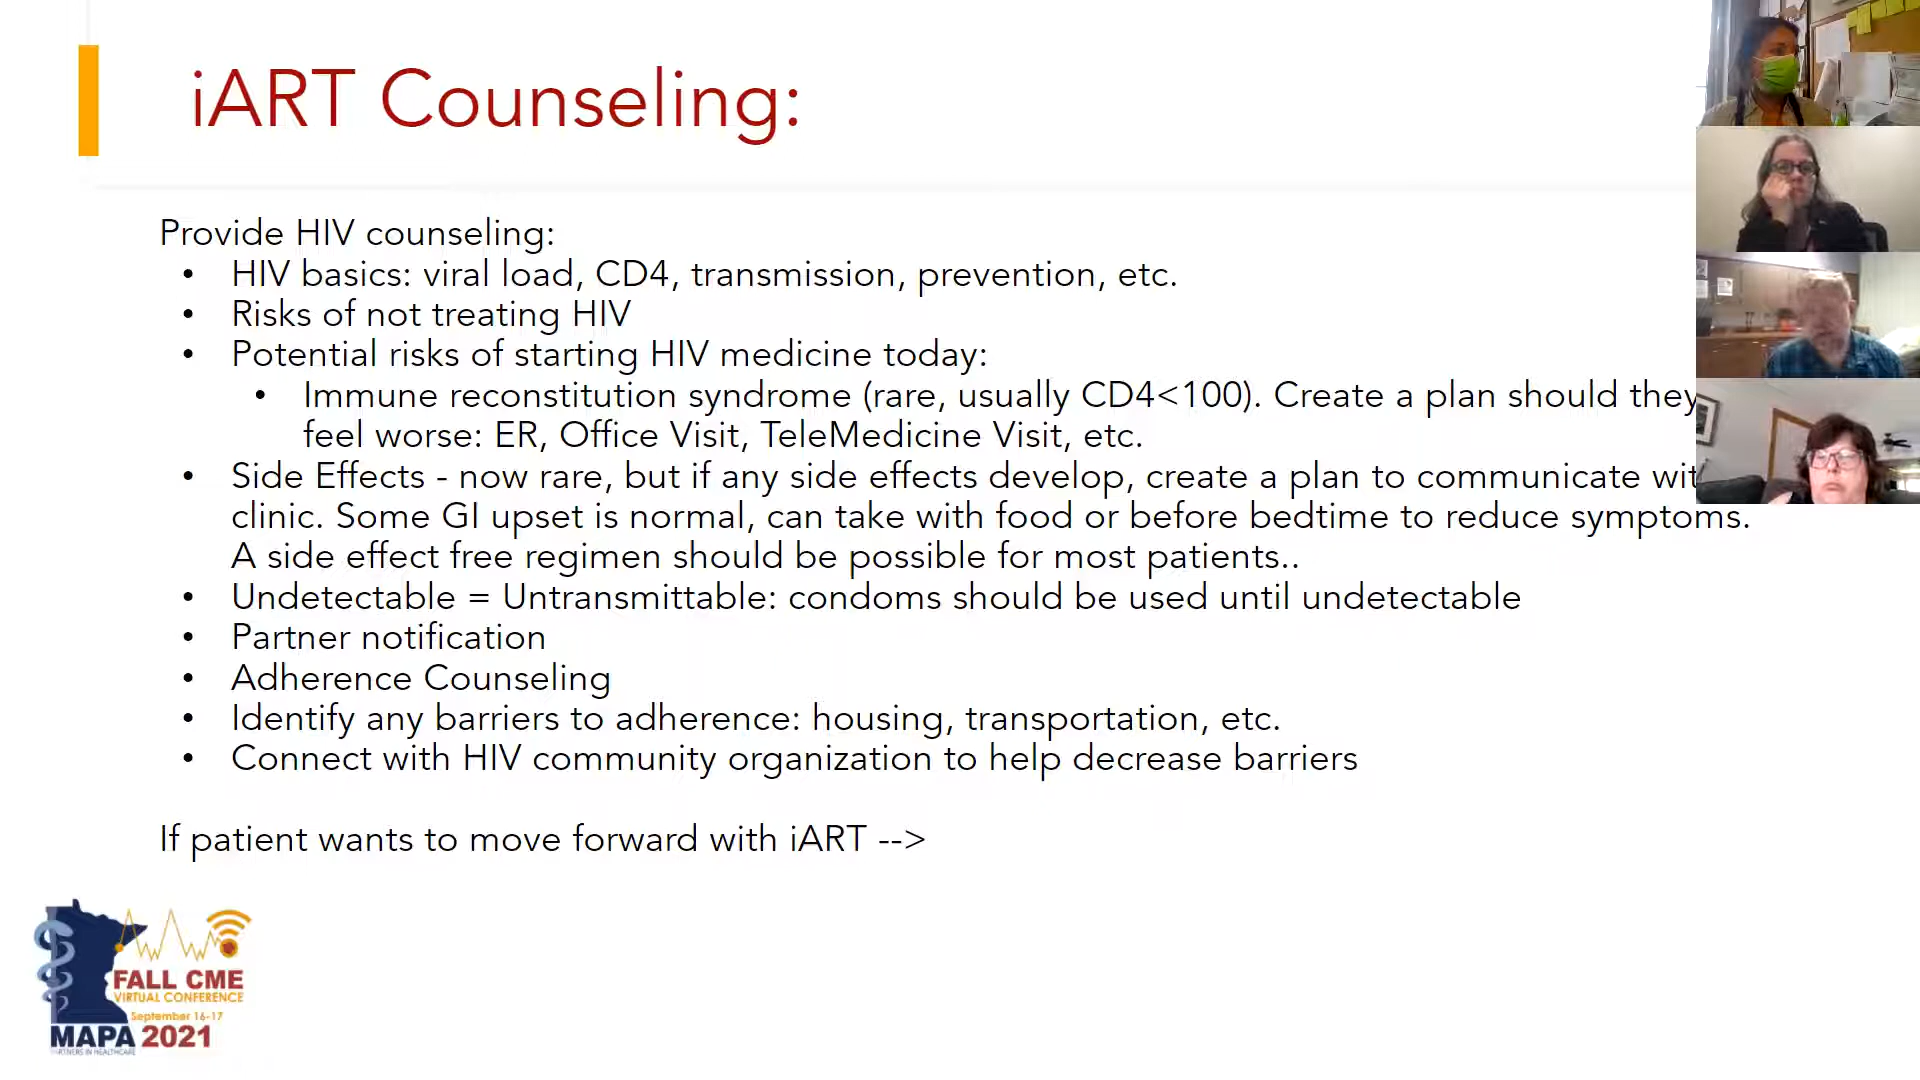 iART Counseling:
Provide HIV counseling:
• HIV basics: viral load, CD4, transmission, prevention, etc.
• Risks of not treating HIV
• Potential risks of starting HIV medicine today:
• Immune reconstitution syndrome (rare, usually CD4<100). Create a plan should they
feel worse: ER, Office Visit, TeleMedicine Visit, etc.
• Side Effects - now rare, but if any side effects develop, create a plan to communicate wit
clinic. Some GI upset is normal, can take with food or before bedtime to reduce symptoms.
A side effect free regimen should be possible for most patients..
• Undetectable = Untransmittable: condoms should be used until undetectable
• Partner notification
• Adherence Counseling
• Identify any barriers to adherence: housing, transportation, etc.
• Connect with HIV community organization to help decrease barriers
If patient wants to move forward with iART -->
FALL CME
VIRTUAL CONFERENCE
September 16-17
MAPA 2021
PARTNERS IN HEALTHCARE